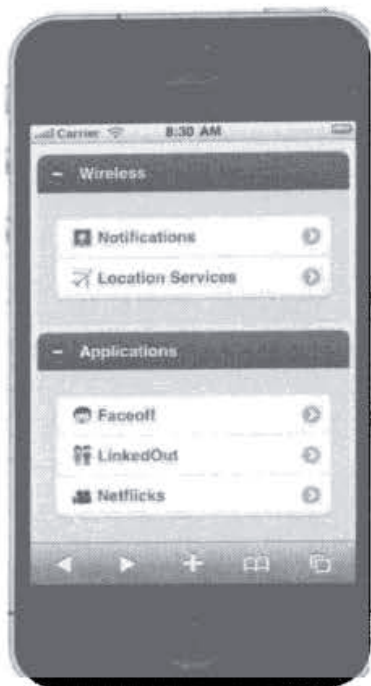 Carrier 8:30 AM
- Wireless
Notifications
Location Services
- Applications
Faceoff
LinkedOut
Netflicks